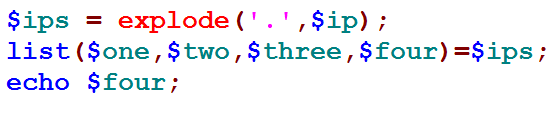 $ips = explode('.',$ip);
list($one,$two,$three,$four)=$ips;
echo $four;